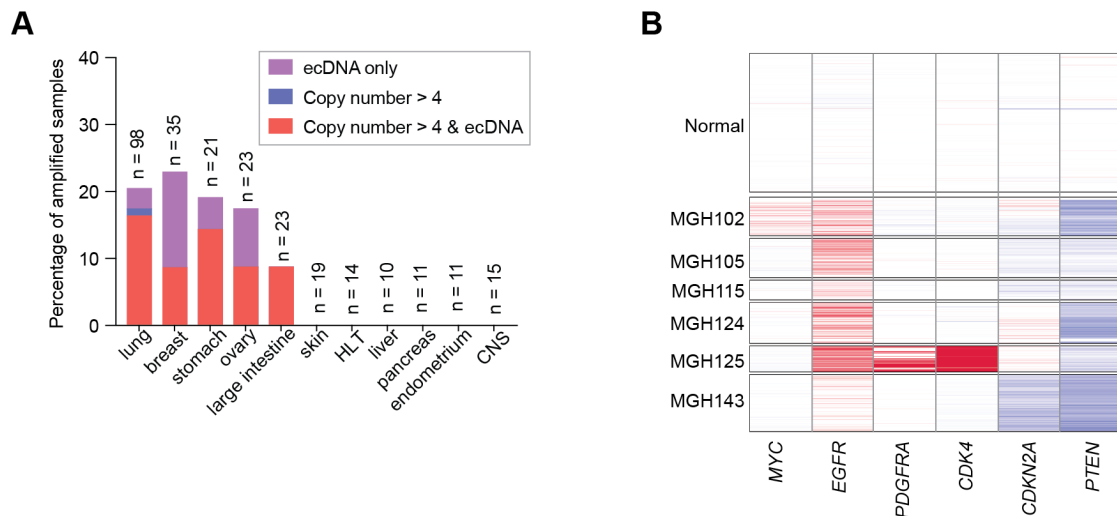 A
Percentage of amplified samples
40
30
20
10
0
ecDNA only
Copy number > 4
Copy number > 4 & ecDNA
n = 98
n = 35
n = 21
n = 23
n = 23
n = 19
n = 14
n = 10
n = 11
n = 11
n = 15
lung
breast
stomach
ovary
large intestine
skin
HLT
liver
pancreas
endometrium
CNS
B
Normal
MGH102
MGH105
MGH115
MGH124
MGH125
MGH143
MYC
EGFR
PDGFRA
CDK4
CDKN2A
PTEN